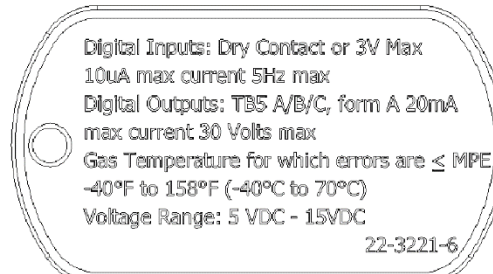 Digital Inputs: Dry Contact or 3V Max
10uA max current 5Hz max
Digital Outputs: TB5 A/B/C, form A 20mA
max current 30 Volts max
Gas Temperature for which errors are ≤ MPE
-40°F to 158°F (-40°C to 70°C)
Voltage Range: 5 VDC - 15VDC
22-3221-6